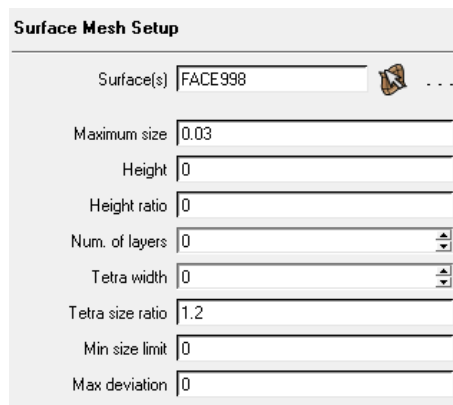 Surface Mesh Setup
Surface(s) FACE998 ...
Maximum size 0.03
Height 0
Height ratio 0
Num. of layers 0
Tetra width 0
Tetra size ratio 1.2
Min size limit 0
Max deviation 0